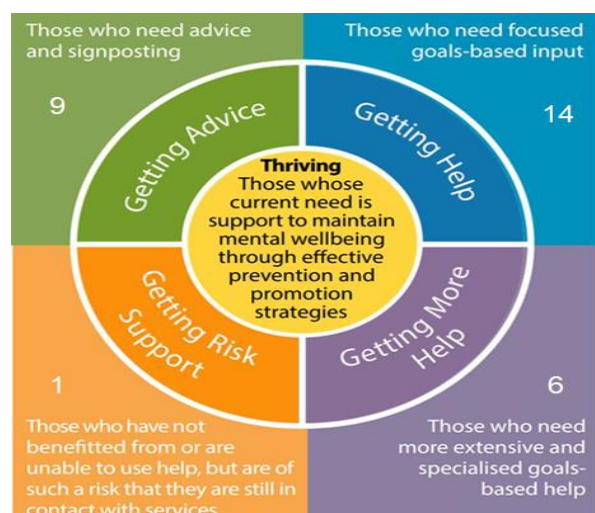 Those who need advice
and signposting
9
Those who need focused
goals-based input
14
Getting Advice
Getting Help
Thriving
Those whose
current need is
support to maintain
mental wellbeing
through effective
prevention and
promotion
strategies
Getting Risk
Support
Getting More
Help
1
Those who have not
benefitted from or are
unable to use help, but are of
such a risk that they are still in
contact with services
6
Those who need
more extensive and
specialised goals-
based help